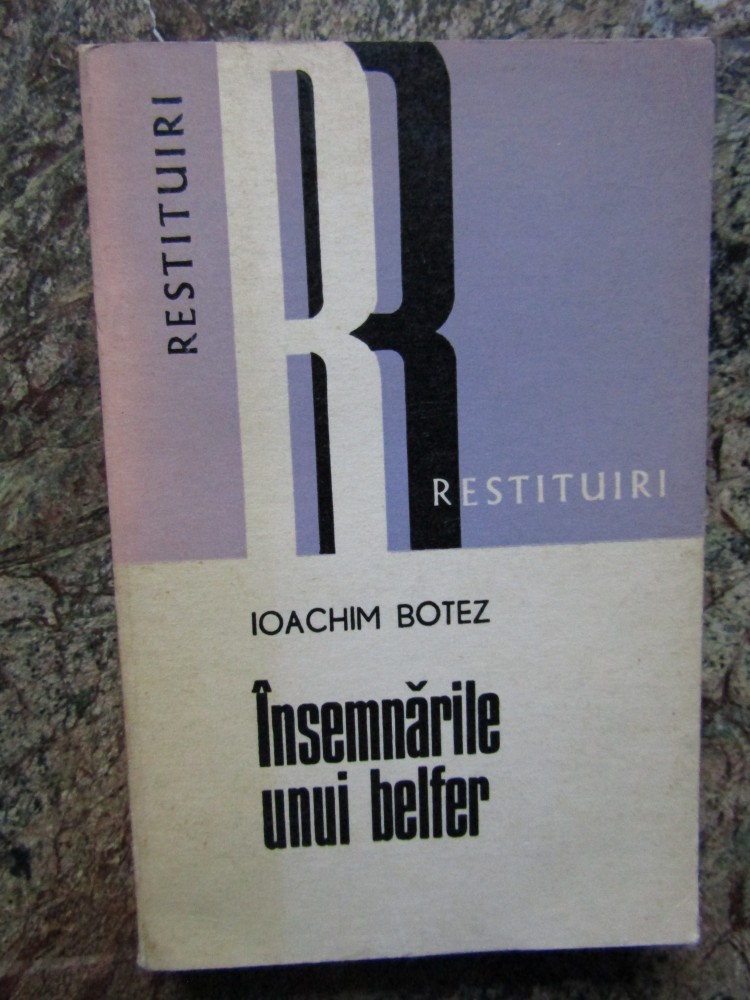 RESTITUIRI
RESTITUIRI
IOACHIM BOTEZ
Însemnările
unui belfer